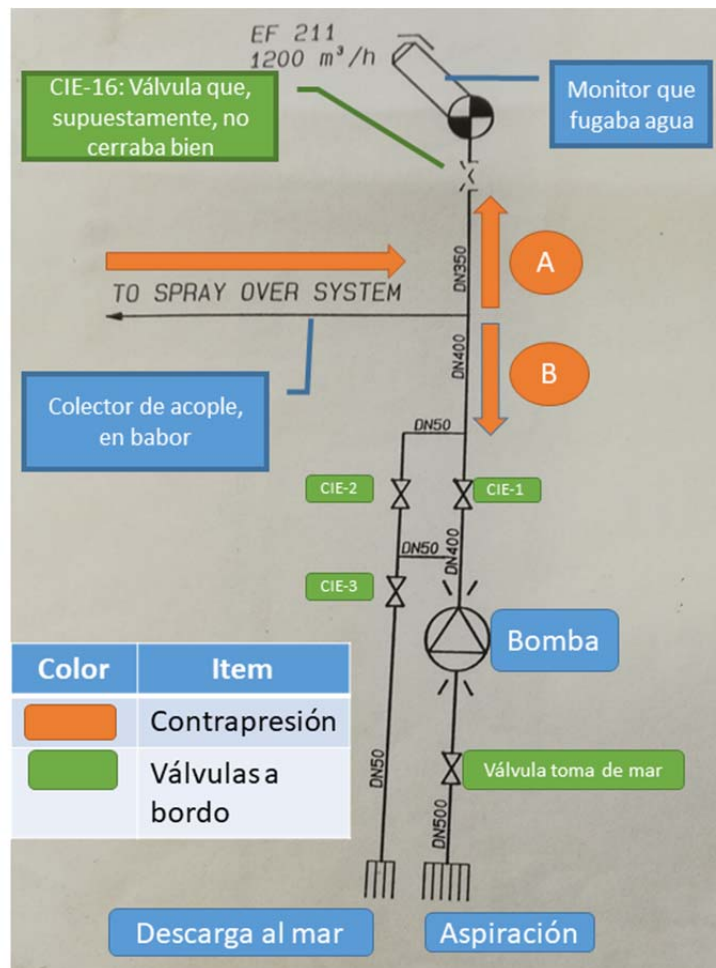 EF 211
1200 m³/h
CIE-16: Válvula que,
supuestamente, no
cerraba bien
Monitor que
fugaba agua
A
DN350
TO SPRAY OVER SYSTEM
DN400
B
Colector de acople,
en babor
DN50
CIE-2
CIE-1
DN50
DN400
CIE-3
Bomba
Color
Item
Contrapresión
Válvulas a
bordo
Válvula toma de mar
DN50
DN500
Descarga al mar
Aspiración